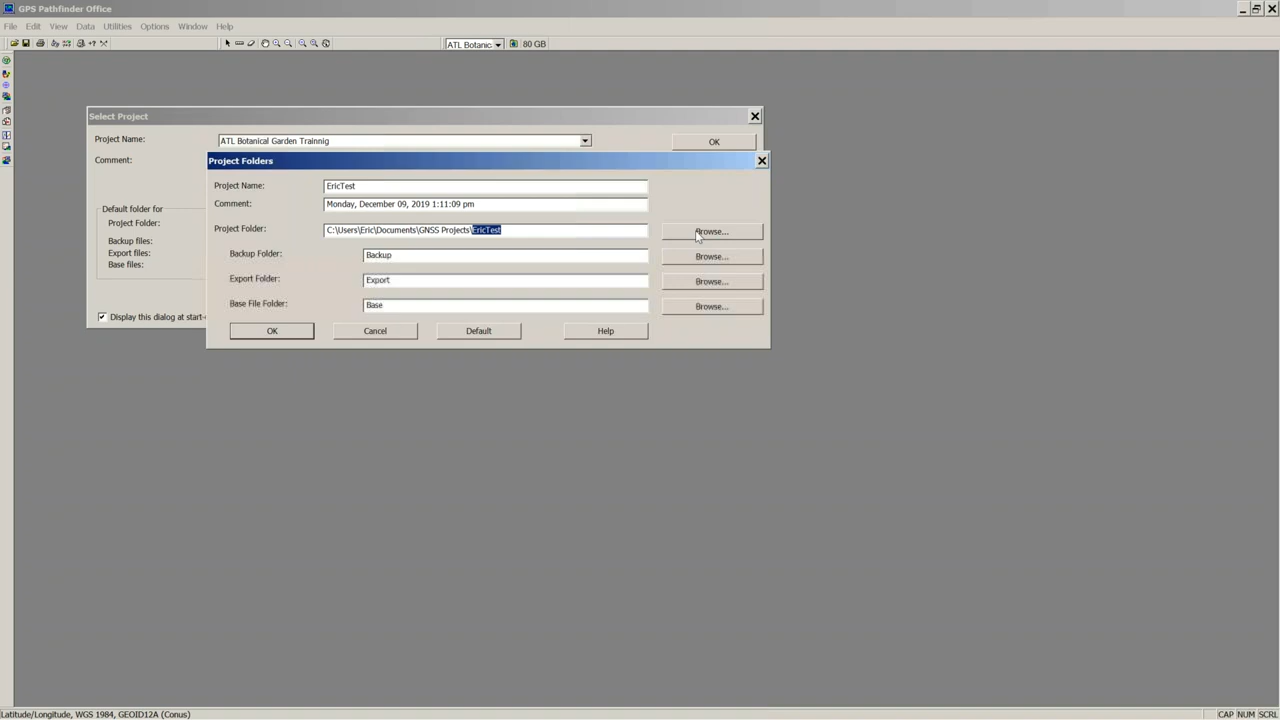 GPS Pathfinder Office
File Edit View Data Utilities Options Window Help
ATL Botanic 80 GB
Select Project
Project Name: ATL Botanical Garden Trainnig OK
Comment:
Default folder for
Project Folder:
Backup files:
Export files:
Base files:
Display this dialog at start-
Project Folders
Project Name: EricTest
Comment: Monday, December 09, 2019 1:11:09 pm
Project Folder: C:\Users\Eric\Documents\GNSS Projects\EricTest Browse...
Backup Folder: Backup Browse...
Export Folder: Export Browse...
Base File Folder: Base Browse...
OK Cancel Default Help
Latitude/Longitude, WGS 1984, GEOID12A (Conus) CAP NUM SCRL